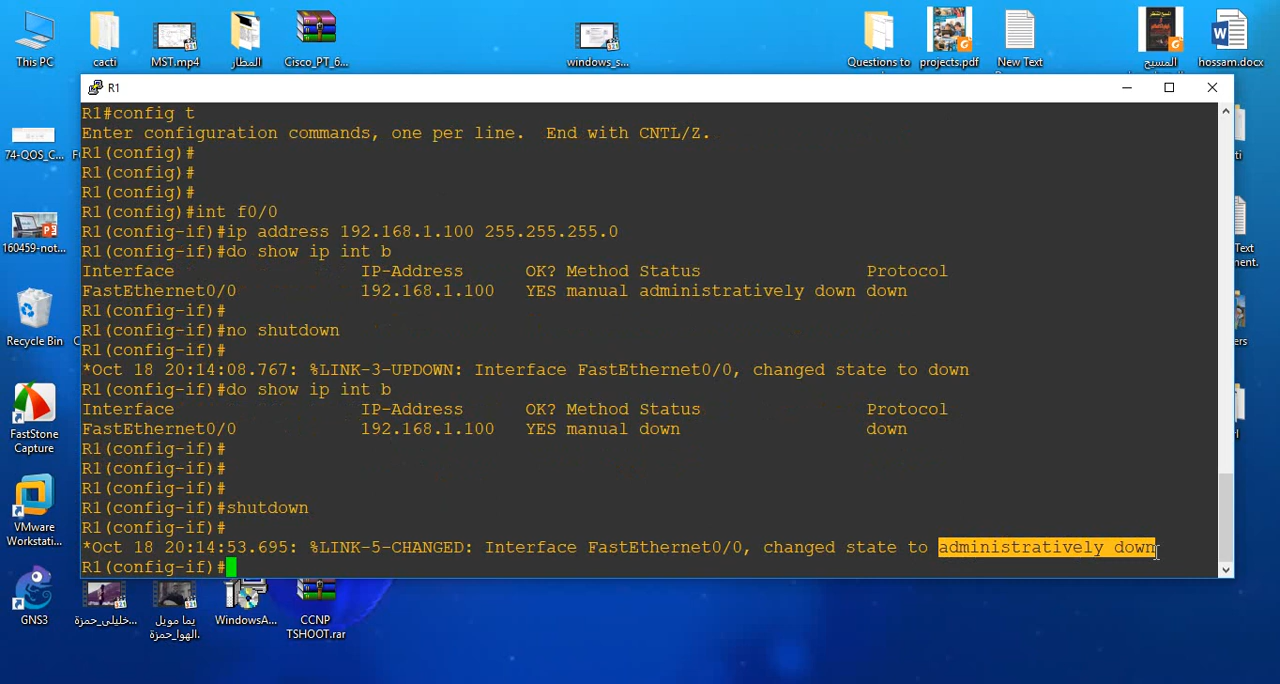 This PC
cacti
MST.mp4
المطار
Cisco_PT_6...
windows_s...
Questions to
projects.pdf
New Text
المسيح
hossam.docx
R1
R1#config t
Enter configuration commands, one per line.  End with CNTL/Z.
R1(config)#
R1(config)#
R1(config)#
R1(config)#int f0/0
R1(config-if)#ip address 192.168.1.100 255.255.255.0
R1(config-if)#do show ip int b
Interface                  IP-Address      OK? Method Status                Protocol
FastEthernet0/0            192.168.1.100   YES manual administratively down down
R1(config-if)#
R1(config-if)#no shutdown
R1(config-if)#
*Oct 18 20:14:08.767: %LINK-3-UPDOWN: Interface FastEthernet0/0, changed state to down
R1(config-if)#do show ip int b
Interface                  IP-Address      OK? Method Status                Protocol
FastEthernet0/0            192.168.1.100   YES manual down                  down
R1(config-if)#
R1(config-if)#
R1(config-if)#
R1(config-if)#shutdown
R1(config-if)#
*Oct 18 20:14:53.695: %LINK-5-CHANGED: Interface FastEthernet0/0, changed state to administratively down
R1(config-if)#
74-QOS_C...
160459-not...
Recycle Bin
FastStone
Capture
VMware
Workstati...
GNS3
خليلى_حمزة...
يما مويل
الهوا_حمزة.
WindowsA...
CCNP
TSHOOT.rar
Text
ment.